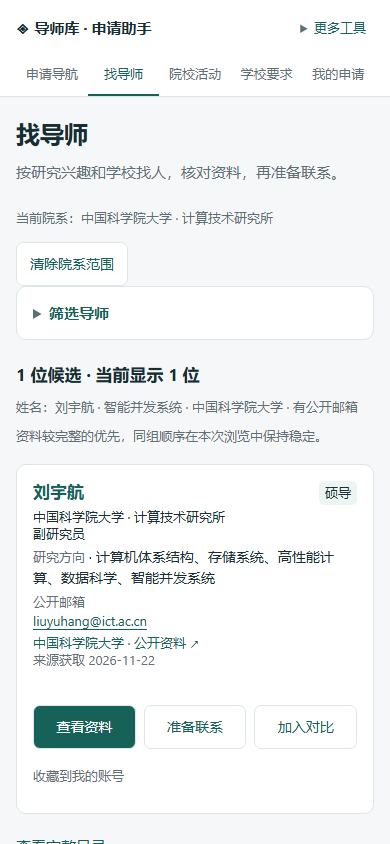 ◈ 导师库 · 申请助手
▶ 更多工具
申请导航 找导师 院校活动 学校要求 我的申请
找导师
按研究兴趣和学校找人，核对资料，再准备联系。
当前院系：中国科学院大学 · 计算技术研究所
清除院系范围
▶ 筛选导师
1 位候选 · 当前显示 1 位
姓名：刘宇航 · 智能并发系统 · 中国科学院大学 · 有公开邮箱
资料较完整的优先，同组顺序在本次浏览中保持稳定。
刘宇航 硕导
中国科学院大学 · 计算技术研究所
副研究员
研究方向 · 计算机体系结构、存储系统、高性能计
算、数据科学、智能并发系统
公开邮箱
liuyuhang@ict.ac.cn
中国科学院大学 · 公开资料 ↗
来源获取 2026-11-22
查看资料 准备联系 加入对比
收藏到我的账号
查看完整目录